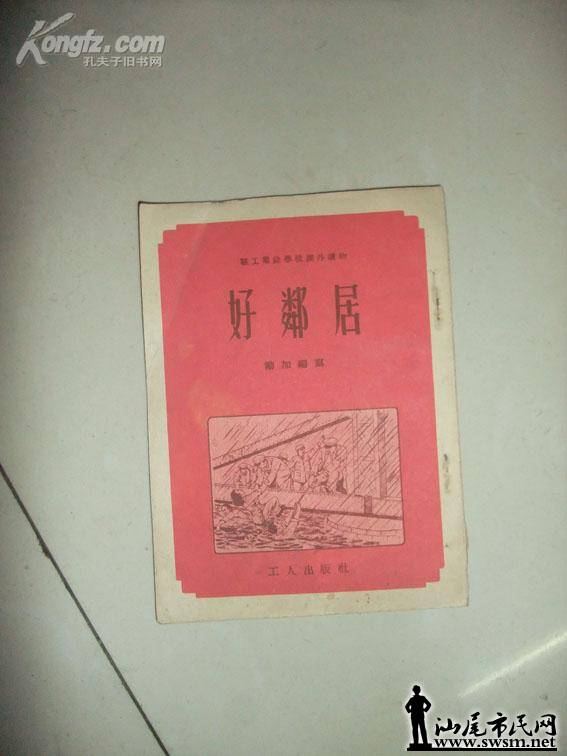 Kongfz.com
孔夫子旧书网
職工業餘學校課外讀物
好鄰居
工人出版社
汕尾市民网
www.swsm.net